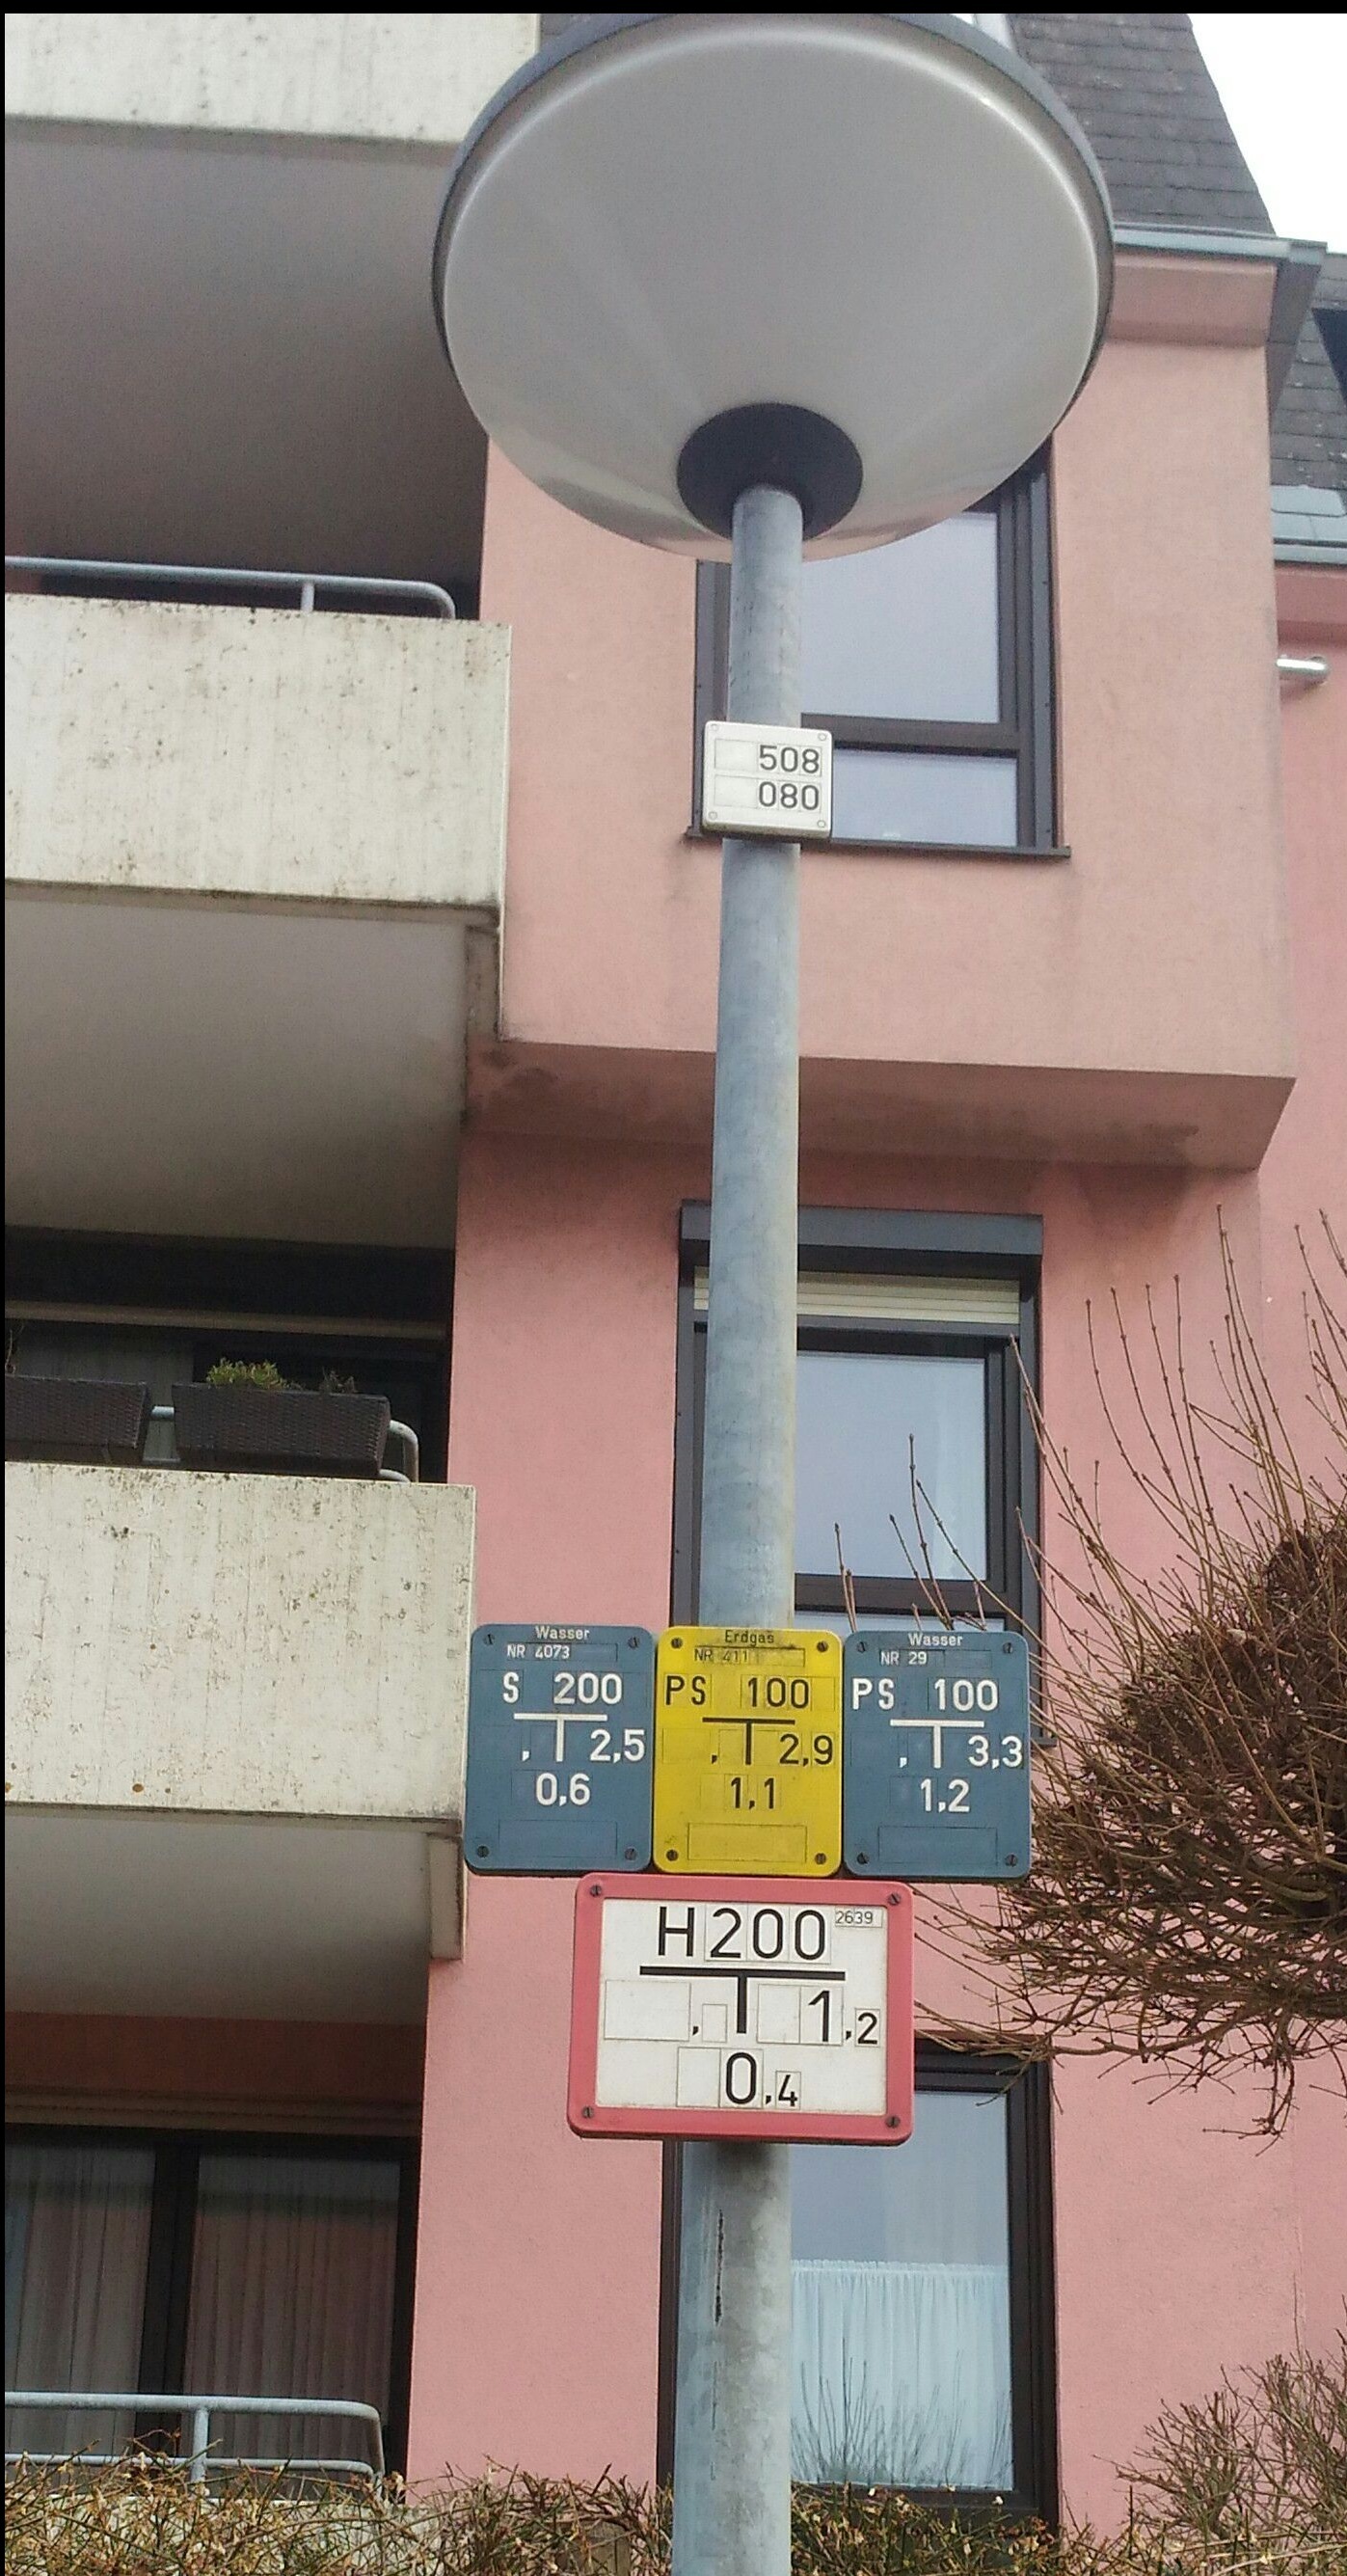 508
080
Wasser
NR 4073
S 200
, 2,5
0,6
Erdgas
NR 411
PS 100
, 2,9
1,1
Wasser
NR 29
PS 100
, 3,3
1,2
H200 2639
, 1,2
0,4